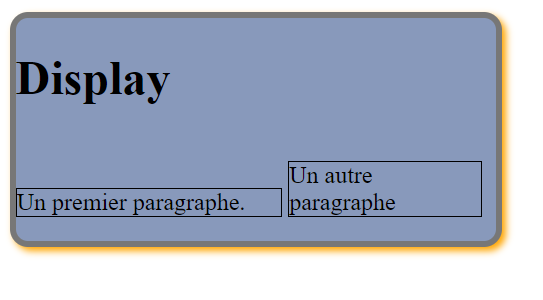 Display
Un premier paragraphe.
Un autre
paragraphe